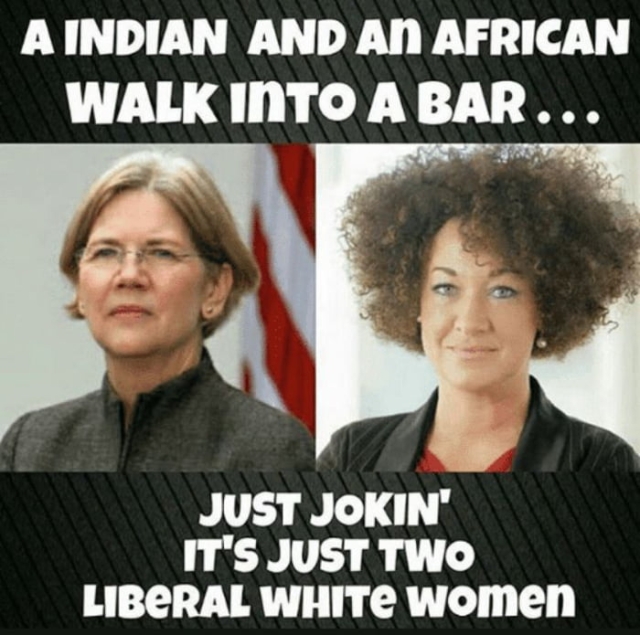 A INDIAN AND An AFRICAN
WALK InTO A BAR...
JUST JOKIN'
IT'S JUST TWO
LIBeRAL WHITe Women